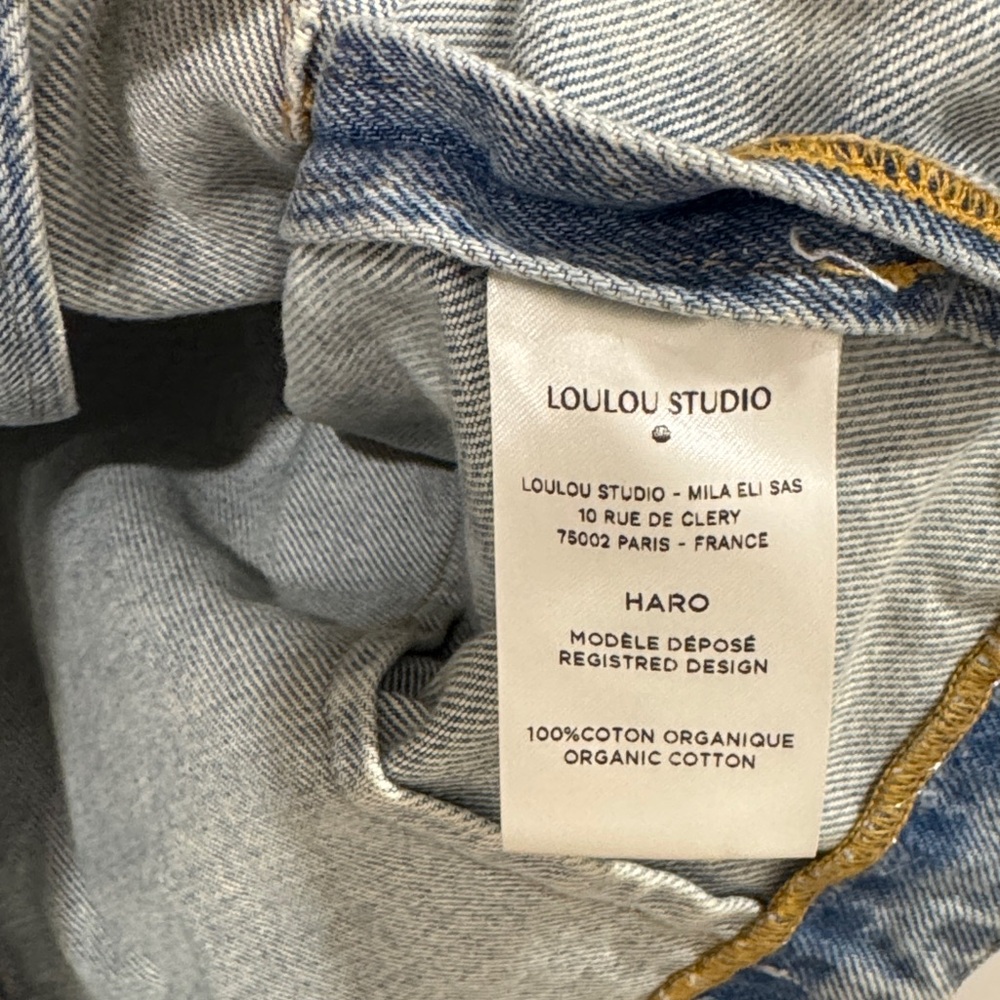 LOULOU STUDIO
LOULOU STUDIO - MILA ELI SAS
10 RUE DE CLERY
75002 PARIS - FRANCE
HARO
MODÈLE DÉPOSÉ
REGISTRED DESIGN
100%COTON ORGANIQUE
ORGANIC COTTON